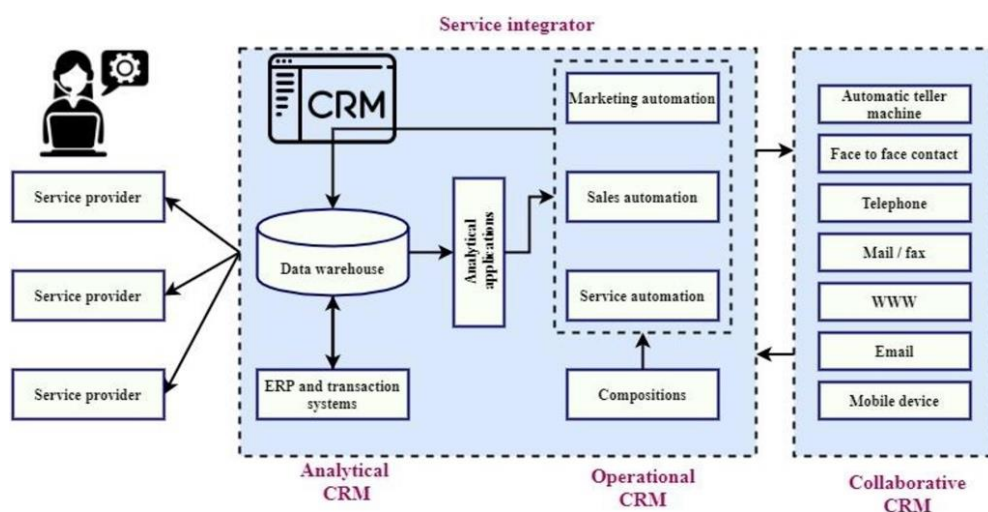 Service integrator
CRM
Service provider
Service provider
Service provider
Data warehouse
ERP and transaction
systems
Analytical
applications
Marketing automation
Sales automation
Service automation
Compositions
Automatic teller
machine
Face to face contact
Telephone
Mail / fax
WWW
Email
Mobile device
Analytical
CRM
Operational
CRM
Collaborative
CRM